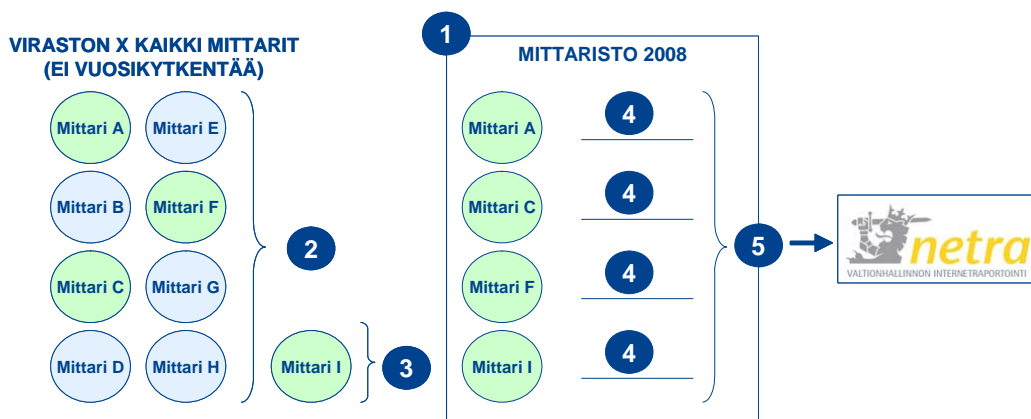 VIRASTON X KAIKKI MITTARIT
(EI VUOSIKYTKENTÄÄ)
Mittari A
Mittari E
Mittari B
Mittari F
Mittari C
Mittari G
Mittari D
Mittari H
2
Mittari I
3
1
MITTARISTO 2008
Mittari A
4
Mittari C
4
Mittari F
4
Mittari I
4
5
netra
VALTIONHALLINNON INTERNETRAPORTOINTI